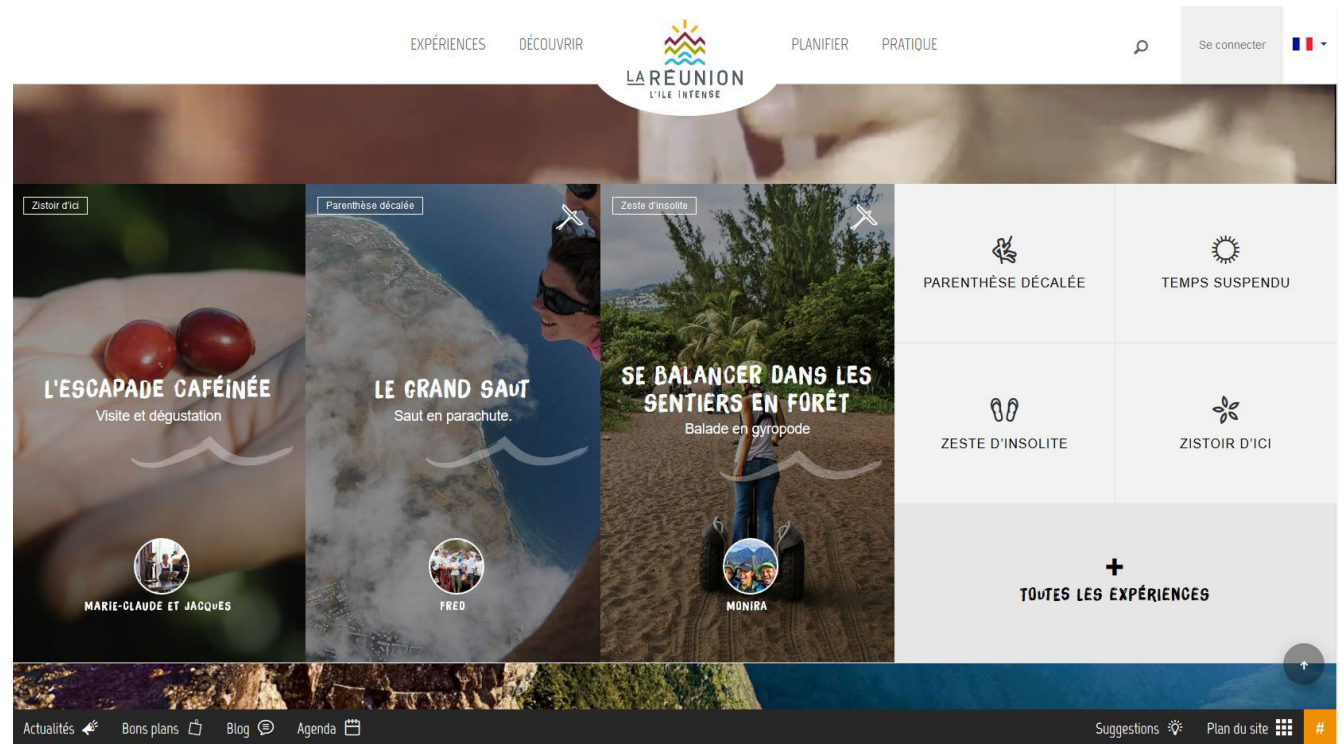 EXPÉRIENCES
DÉCOUVRIR
LA RÉUNION
L'ILE INTENSE
PLANIFIER
PRATIQUE
Se connecter
Zistoir d'ici
L'ESCAPADE CAFÉINÉE
Visite et dégustation
MARIE-CLAUDE ET JACQUES
Parenthèse décalée
LE GRAND SAUT
Saut en parachute.
FRED
Zeste d'insolite
SE BALANCER DANS LES
SENTIERS EN FORÊT
Balade en gyropode
MONIRA
PARENTHÈSE DÉCALÉE
TEMPS SUSPENDU
ZESTE D'INSOLITE
ZISTOIR D'ICI
+
TOUTES LES EXPÉRIENCES
Actualités
Bons plans
Blog
Agenda
Suggestions
Plan du site
#